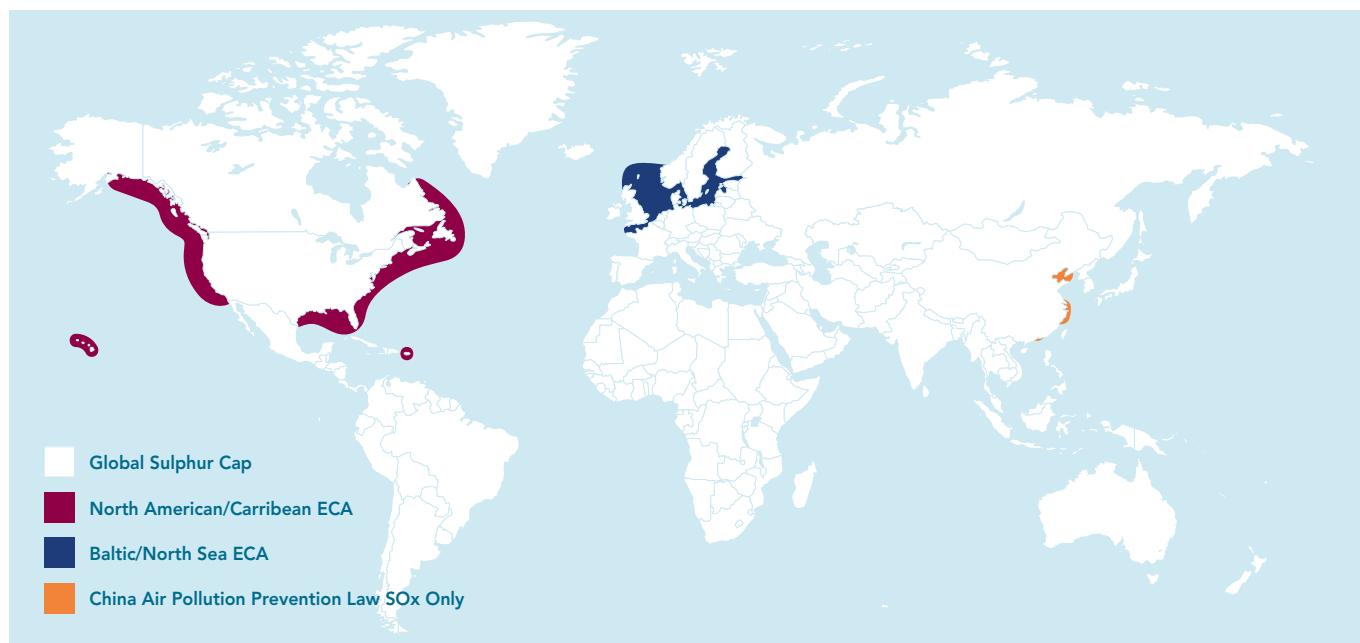 Global Sulphur Cap
North American/Carribean ECA
Baltic/North Sea ECA
China Air Pollution Prevention Law SOx Only